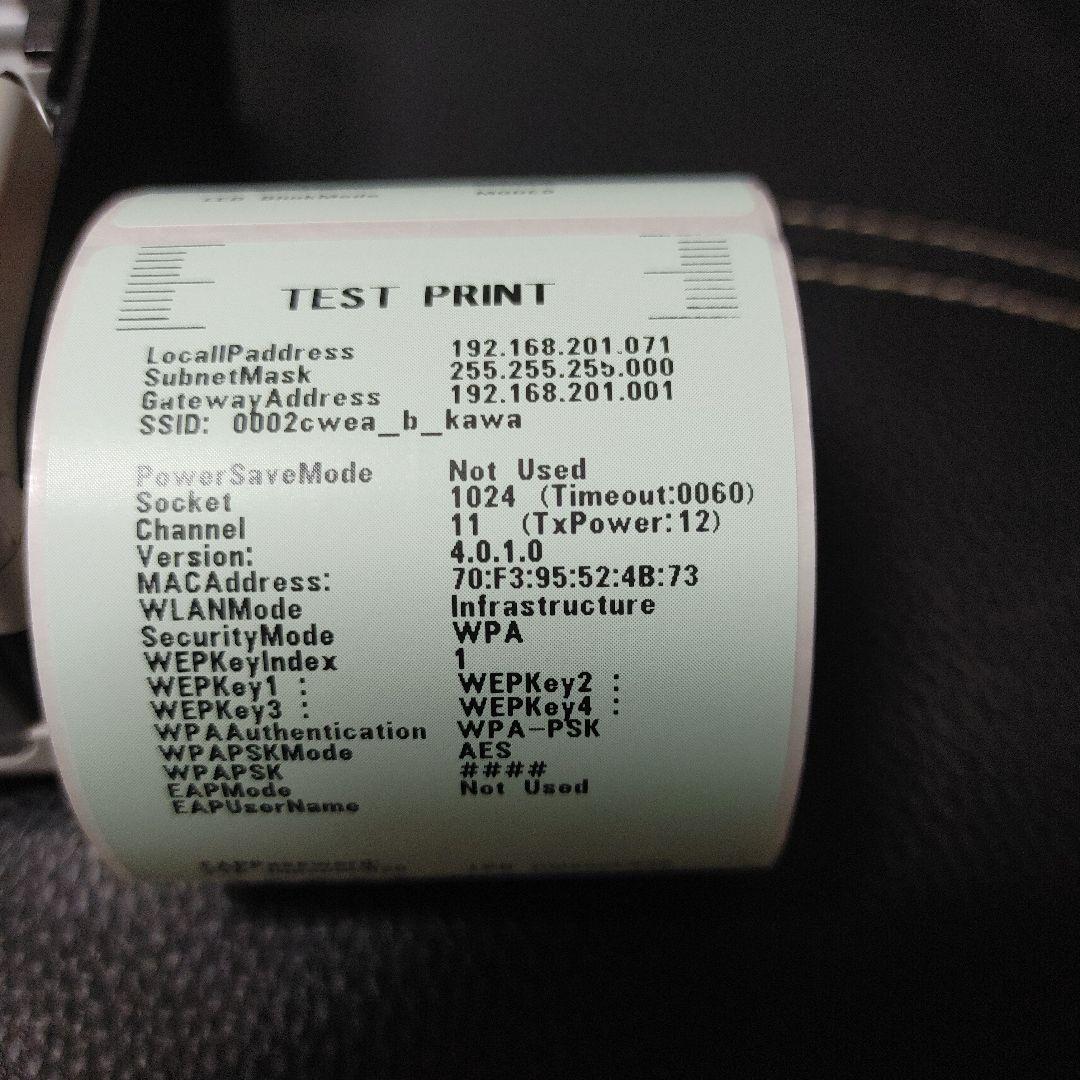 LED BlinkMode MODE8
TEST PRINT
LocalIPaddress 192.168.201.071
SubnetMask 255.255.255.000
GatewayAddress 192.168.201.001
SSID: 0002cwea_b_kawa
PowerSaveMode Not Used
Socket 1024 (Timeout:0060)
Channel 11 (TxPower:12)
Version: 4.0.1.0
MACAddress: 70:F3:95:52:4B:73
WLANMode Infrastructure
SecurityMode WPA
WEPKeyIndex 1
WEPKey1 : WEPKey2 :
WEPKey3 : WEPKey4 :
WPAAuthentication WPA-PSK
WPAPSKMode AES
WPAPSK ####
EAPMode Not Used
EAPUserName